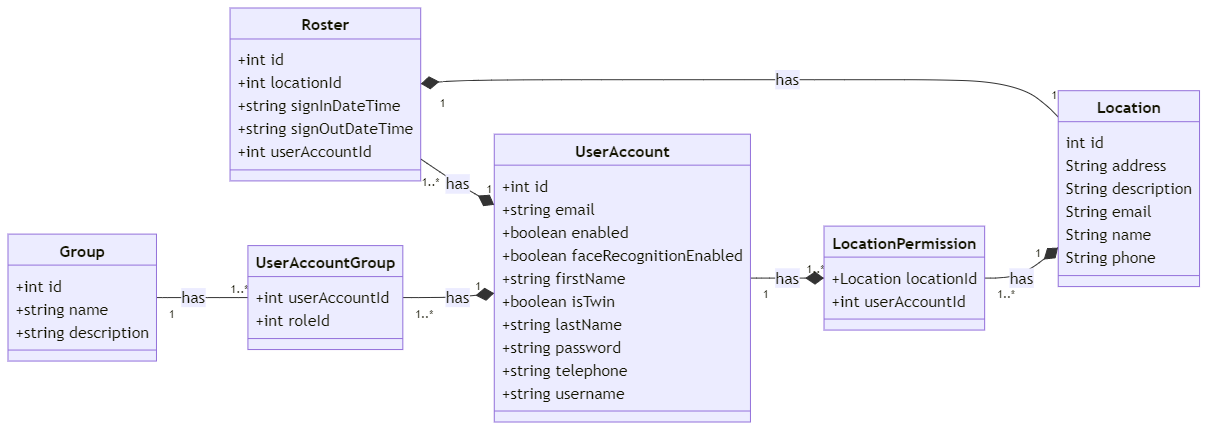 Roster
+int id
+int locationId
+string signInDateTime
+string signOutDateTime
+int userAccountId
has
1
1
Location
int id
String address
String description
String email
String name
String phone
UserAccount
+int id
+string email
+boolean enabled
+boolean faceRecognitionEnabled
+string firstName
+boolean isTwin
+string lastName
+string password
+string telephone
+string username
1..*
has
1
Group
+int id
+string name
+string description
has
1
1..*
UserAccountGroup
+int userAccountId
+int roleId
has
1..*
1
LocationPermission
+Location locationId
+int userAccountId
has
1
1..*
has
1
1..*